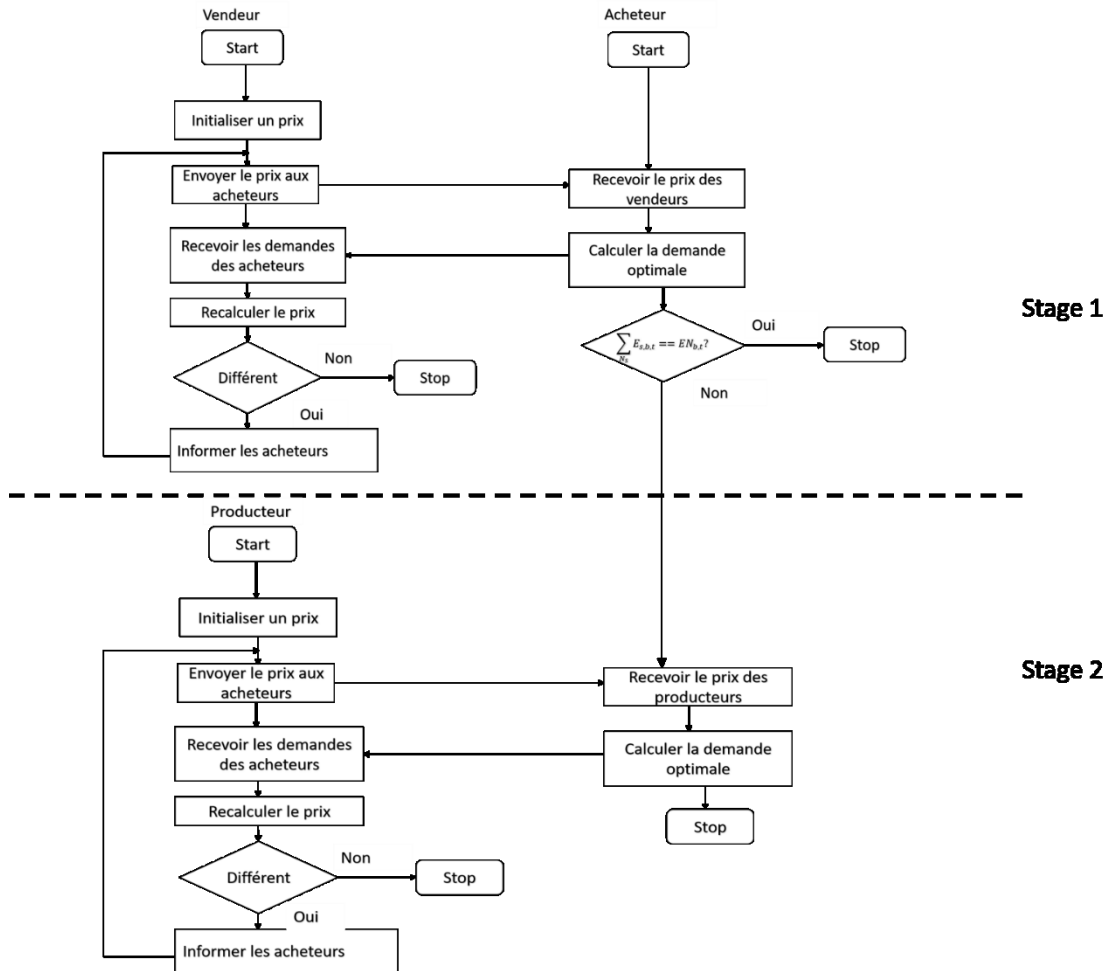 Vendeur
Acheteur
Start
Start
Initialiser un prix
Envoyer le prix aux
acheteurs
Recevoir le prix des
vendeurs
Recevoir les demandes
des acheteurs
Calculer la demande
optimale
Stage 1
Recalculer le prix
∑_{Ns} E_{s,b,t} == EN_{b,t}?
Oui
Stop
Différent
Non
Stop
Non
Oui
Informer les acheteurs
Producteur
Start
Initialiser un prix
Stage 2
Envoyer le prix aux
acheteurs
Recevoir le prix des
producteurs
Recevoir les demandes
des acheteurs
Calculer la demande
optimale
Recalculer le prix
Stop
Différent
Non
Stop
Oui
Informer les acheteurs